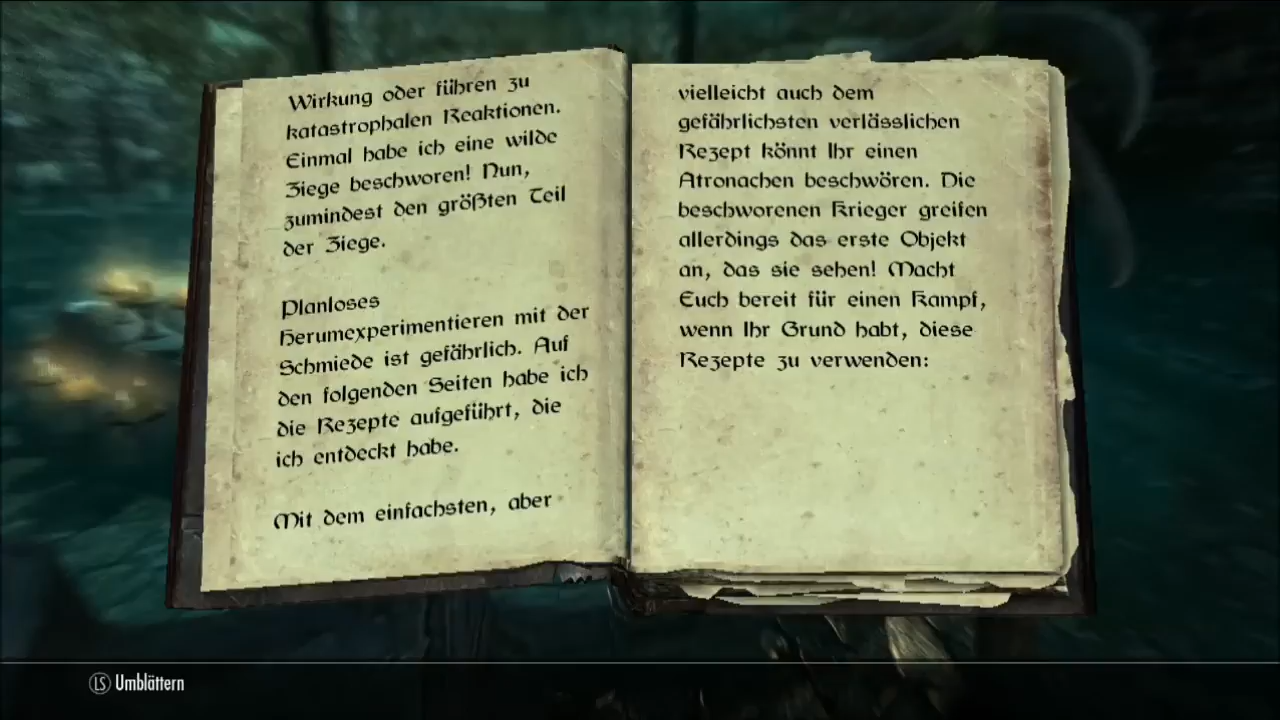 Wirkung oder führen zu
katastrophalen Reaktionen.
Einmal habe ich eine wilde
Ziege beschworen! Nun,
zumindest den größten Teil
der Ziege.
Planloses
Herumexperimentieren mit der
Schmiede ist gefährlich. Auf
den folgenden Seiten habe ich
die Rezepte aufgeführt, die
ich entdeckt habe.
Mit dem einfachsten, aber
vielleicht auch dem
gefährlichsten verlässlichen
Rezept könnt Ihr einen
Atronachen beschwören. Die
beschworenen Krieger greifen
allerdings das erste Objekt
an, das sie sehen! Macht
Euch bereit für einen Kampf,
wenn Ihr Grund habt, diese
Rezepte zu verwenden:
LS Umblättern